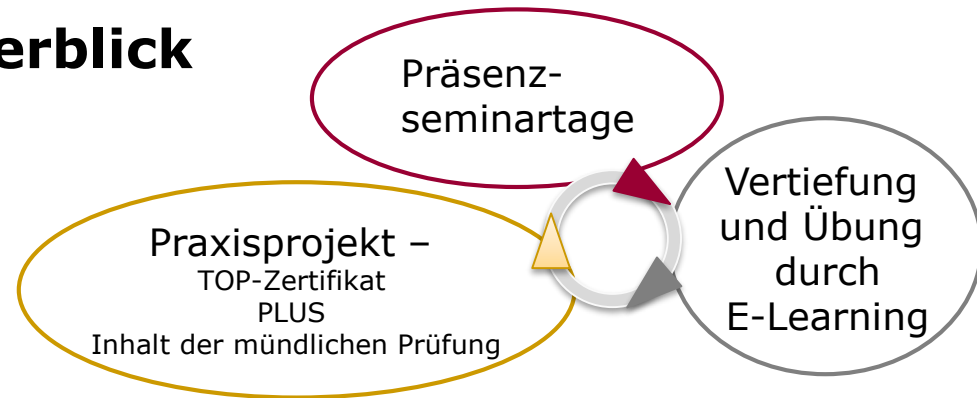 erblick
Präsenz-
seminartage
Vertiefung
und Übung
durch
E-Learning
Praxisprojekt –
TOP-Zertifikat
PLUS
Inhalt der mündlichen Prüfung